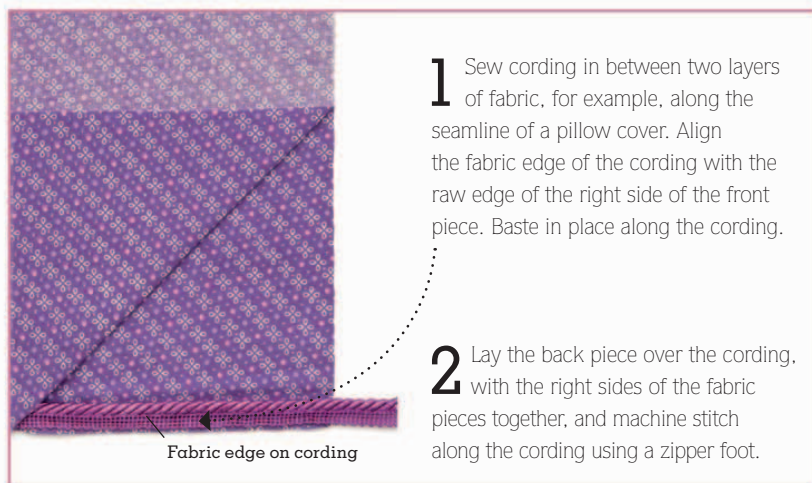 1 Sew cording in between two layers
of fabric, for example, along the
seamline of a pillow cover. Align
the fabric edge of the cording with the
raw edge of the right side of the front
piece. Baste in place along the cording.
2 Lay the back piece over the cording,
with the right sides of the fabric
pieces together, and machine stitch
along the cording using a zipper foot.
Fabric edge on cording